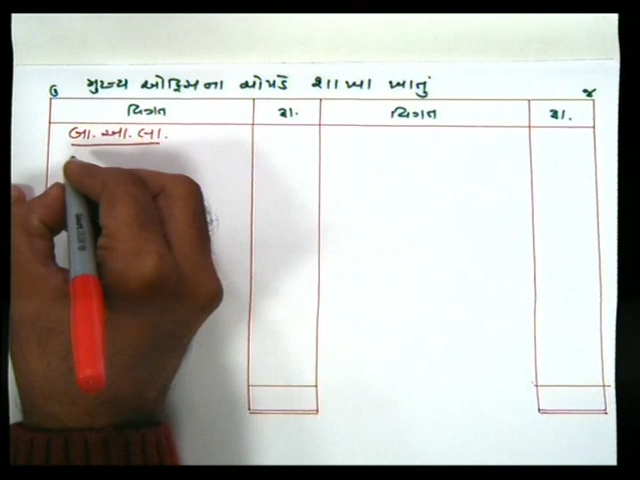 ઉ મુખ્ય ઓફિસના ચોપડે શાખા ખાતું જ
વિગત રૂા. વિગત રૂા.
બા. આ. લા.